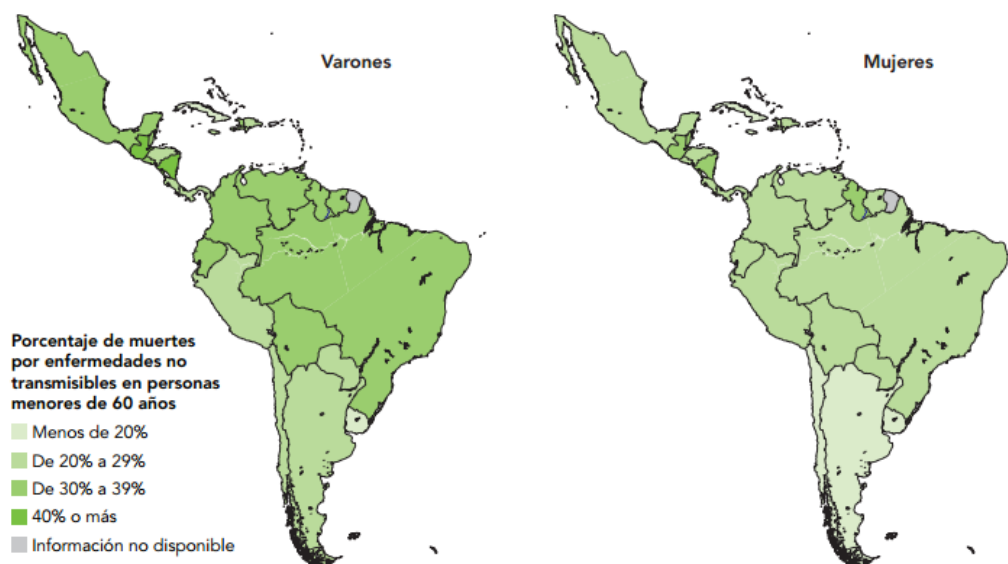 Varones
Mujeres
Porcentaje de muertes
por enfermedades no
transmisibles en personas
menores de 60 años
Menos de 20%
De 20% a 29%
De 30% a 39%
40% o más
Información no disponible